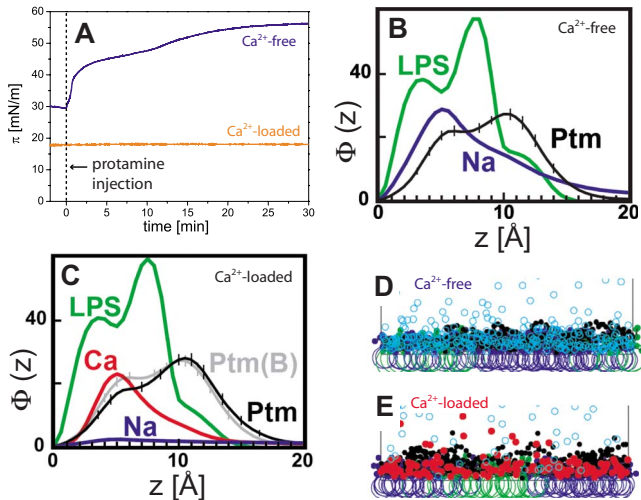 A
Ca²⁺-free
Ca²⁺-loaded
protamine
injection
π [mN/m]
60
50
40
30
20
10
0
0
5
10
15
20
25
30
time [min]
B
Ca²⁺-free
LPS
Na
Ptm
Φ (z)
40
0
0
10
20
z [Å]
C
Ca²⁺-loaded
LPS
Ca
Ptm(B)
Ptm
Na
Φ (z)
40
0
0
10
20
z [Å]
D
Ca²⁺-free
E
Ca²⁺-loaded